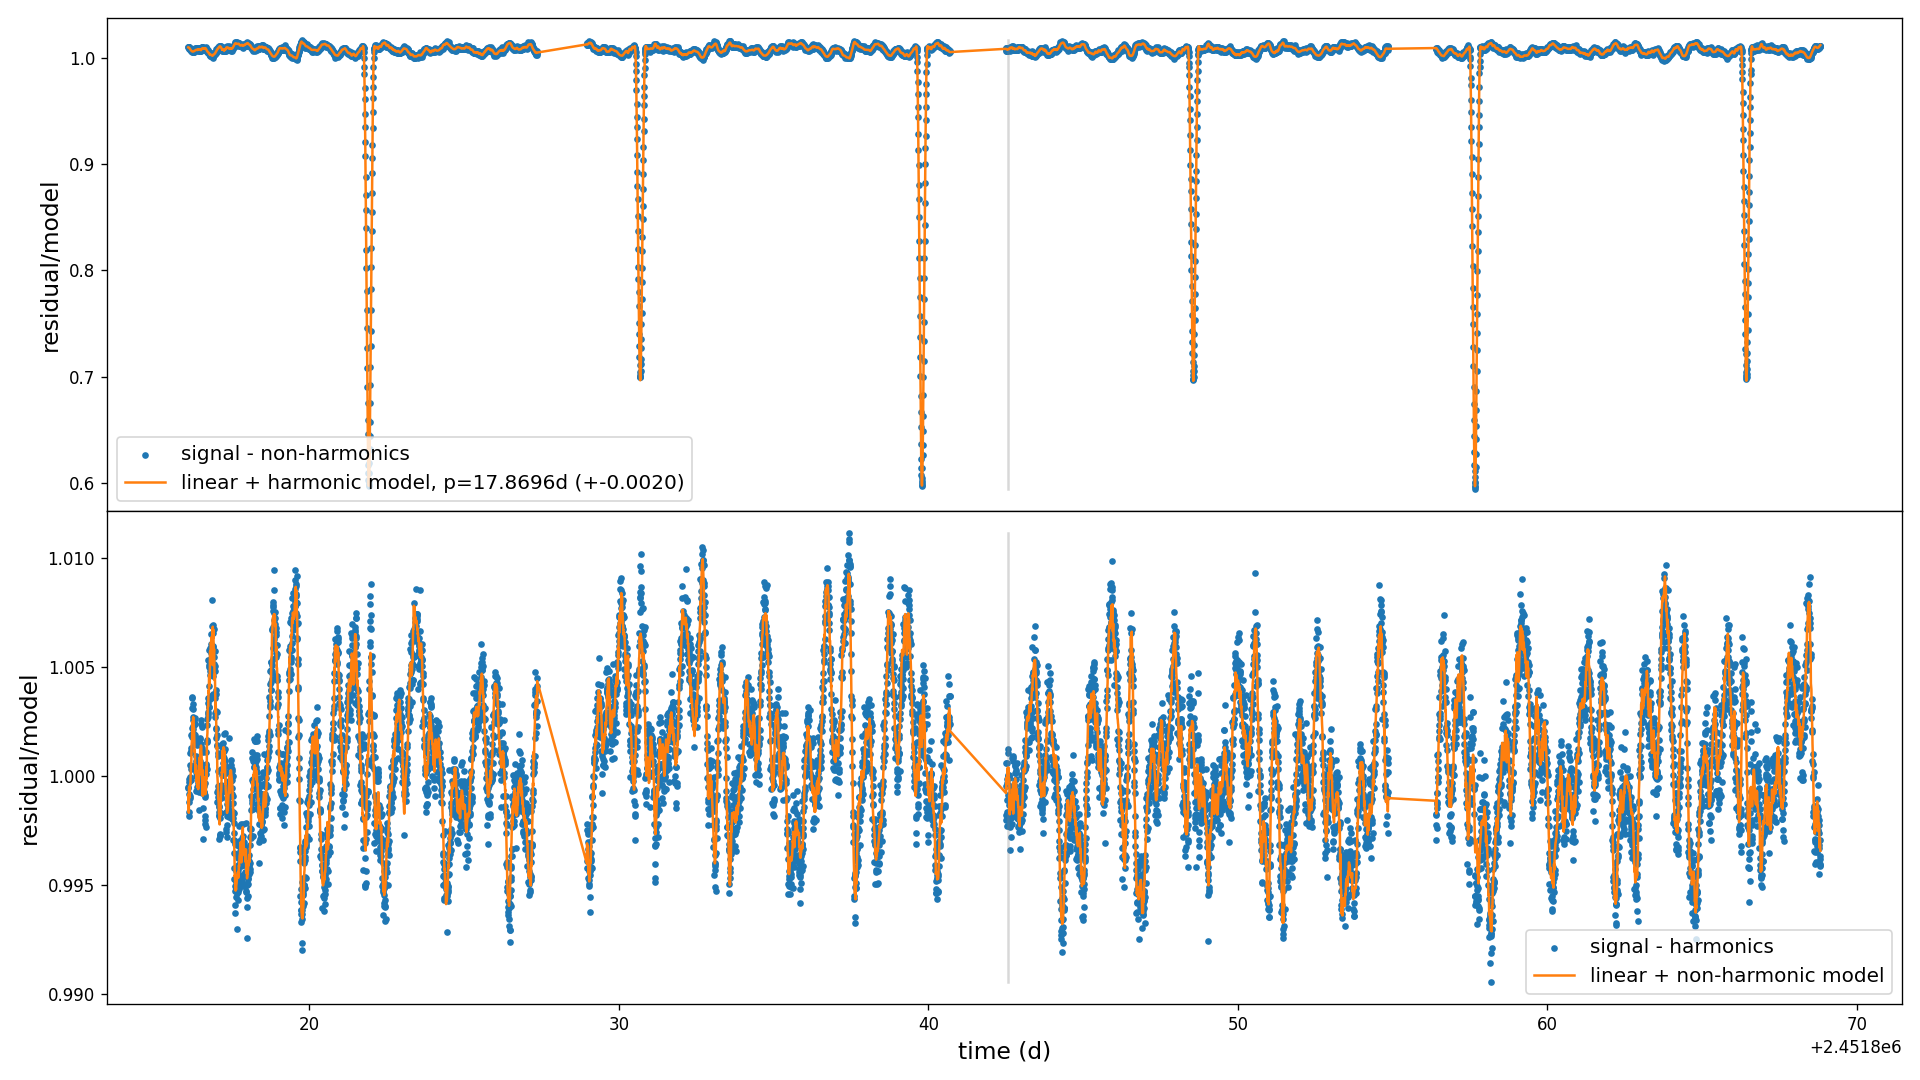 residual/model
1.0
0.9
0.8
0.7
0.6
signal - non-harmonics
linear + harmonic model, p=17.8696d (+-0.0020)
residual/model
1.010
1.005
1.000
0.995
0.990
signal - harmonics
linear + non-harmonic model
20 30 40 50 60 70
time (d)
+2.4518e6